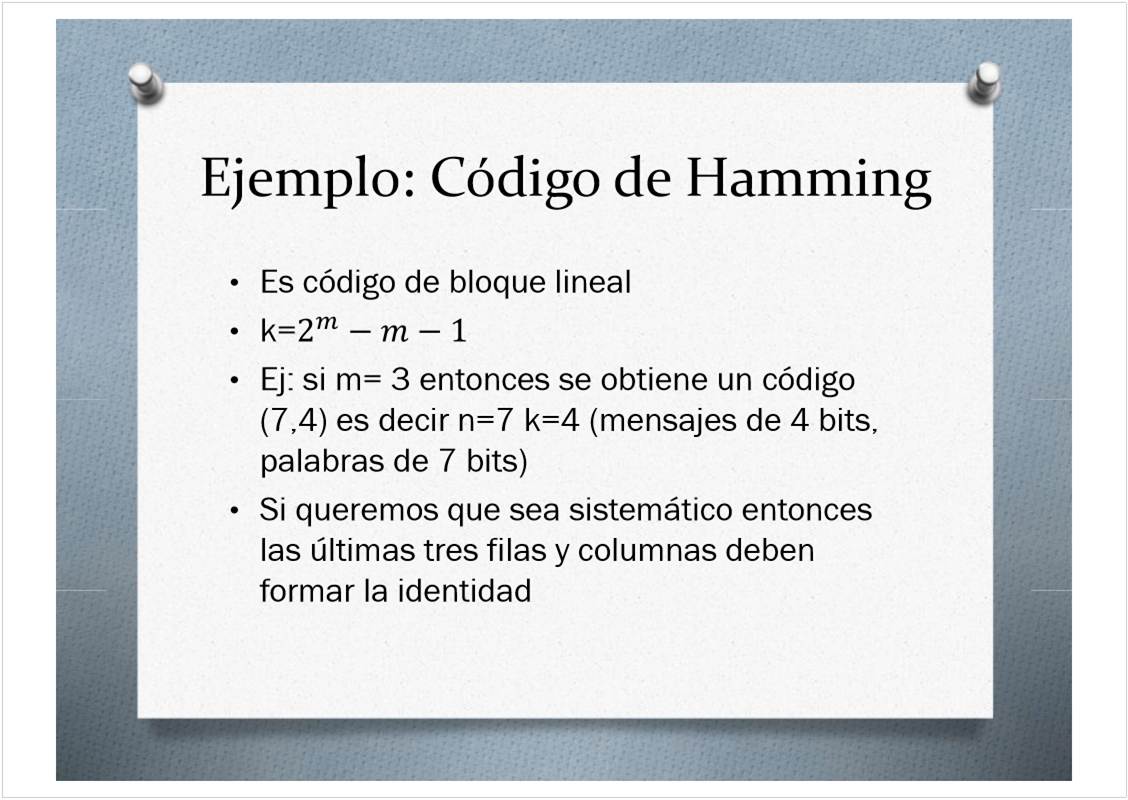 Ejemplo: Código de Hamming
• Es código de bloque lineal
• k=2^m − m − 1
• Ej: si m= 3 entonces se obtiene un código
(7,4) es decir n=7 k=4 (mensajes de 4 bits,
palabras de 7 bits)
• Si queremos que sea sistemático entonces
las últimas tres filas y columnas deben
formar la identidad